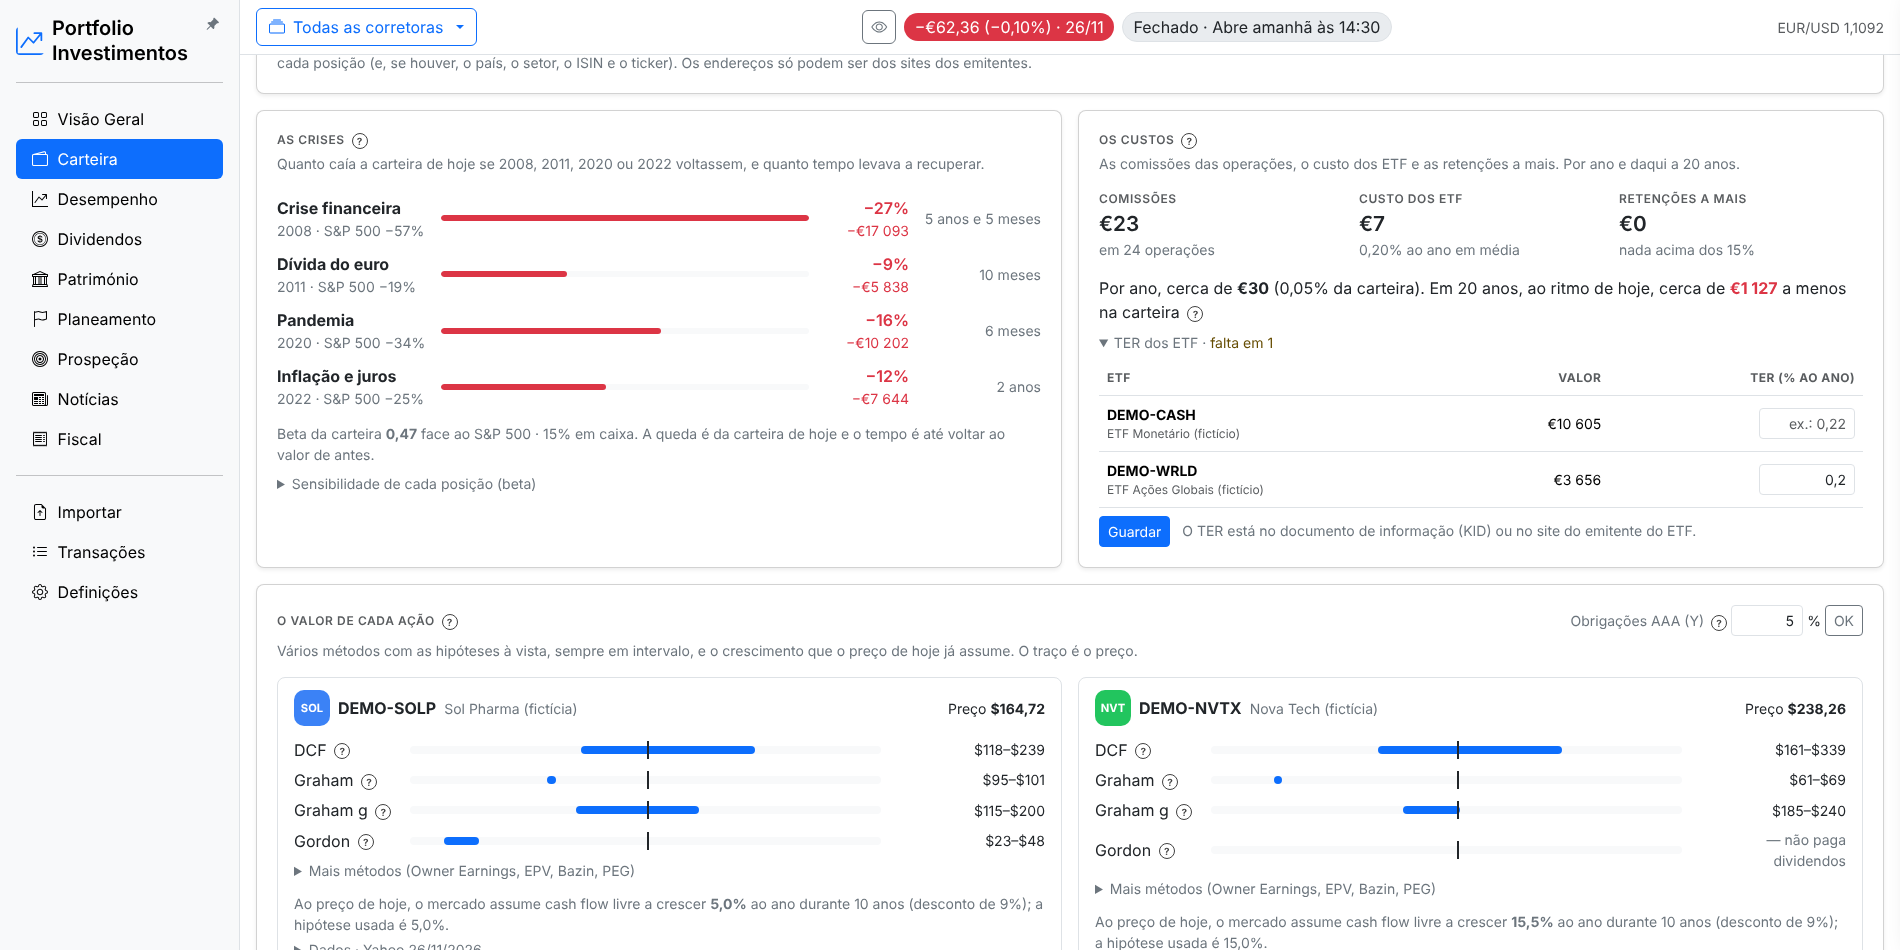 Portfolio
Investimentos
Visão Geral
Carteira
Desempenho
Dividendos
Património
Planeamento
Prospeção
Notícias
Fiscal
Importar
Transações
Definições
Todas as corretoras
−€62,36 (−0,10%) · 26/11
Fechado · Abre amanhã às 14:30
EUR/USD 1,1092
cada posição (e, se houver, o país, o setor, o ISIN e o ticker). Os endereços só podem ser dos sites dos emitentes.
AS CRISES ?
Quanto caía a carteira de hoje se 2008, 2011, 2020 ou 2022 voltassem, e quanto tempo levava a recuperar.
Crise financeira −27%
2008 · S&P 500 −57% −€17 093 5 anos e 5 meses
Dívida do euro −9%
2011 · S&P 500 −19% −€5 838 10 meses
Pandemia −16%
2020 · S&P 500 −34% −€10 202 6 meses
Inflação e juros −12%
2022 · S&P 500 −25% −€7 644 2 anos
Beta da carteira 0,47 face ao S&P 500 · 15% em caixa. A queda é da carteira de hoje e o tempo é até voltar ao
valor de antes.
Sensibilidade de cada posição (beta)
OS CUSTOS ?
As comissões das operações, o custo dos ETF e as retenções a mais. Por ano e daqui a 20 anos.
COMISSÕES CUSTO DOS ETF RETENÇÕES A MAIS
€23 €7 €0
em 24 operações 0,20% ao ano em média nada acima dos 15%
Por ano, cerca de €30 (0,05% da carteira). Em 20 anos, ao ritmo de hoje, cerca de €1 127 a menos
na carteira ?
TER dos ETF · falta em 1
ETF VALOR TER (% AO ANO)
DEMO-CASH
ETF Monetário (fictício) €10 605 ex.: 0,22
DEMO-WRLD
ETF Ações Globais (fictício) €3 656 0,2
Guardar O TER está no documento de informação (KID) ou no site do emitente do ETF.
O VALOR DE CADA AÇÃO ? Obrigações AAA (Y) ? 5 % OK
Vários métodos com as hipóteses à vista, sempre em intervalo, e o crescimento que o preço de hoje já assume. O traço é o preço.
SOL DEMO-SOLP Sol Pharma (fictícia) Preço $164,72
DCF ? $118–$239
Graham ? $95–$101
Graham g ? $115–$200
Gordon ? $23–$48
Mais métodos (Owner Earnings, EPV, Bazin, PEG)
Ao preço de hoje, o mercado assume cash flow livre a crescer 5,0% ao ano durante 10 anos (desconto de 9%); a
hipótese usada é 5,0%.
Dados · Yahoo 26/11/2026
NVT DEMO-NVTX Nova Tech (fictícia) Preço $238,26
DCF ? $161–$339
Graham ? $61–$69
Graham g ? $185–$240
Gordon ? — não paga
dividendos
Mais métodos (Owner Earnings, EPV, Bazin, PEG)
Ao preço de hoje, o mercado assume cash flow livre a crescer 15,5% ao ano durante 10 anos (desconto de 9%);
a hipótese usada é 15,0%.